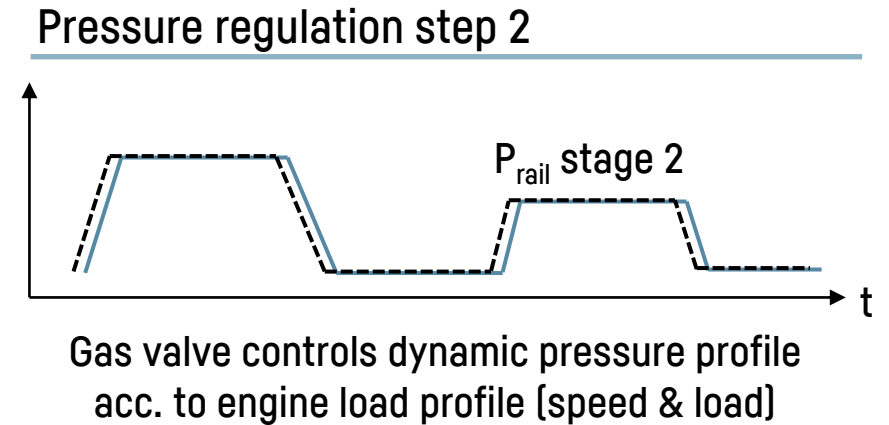 Pressure regulation step 2
P_rail stage 2
t
Gas valve controls dynamic pressure profile
acc. to engine load profile (speed & load)